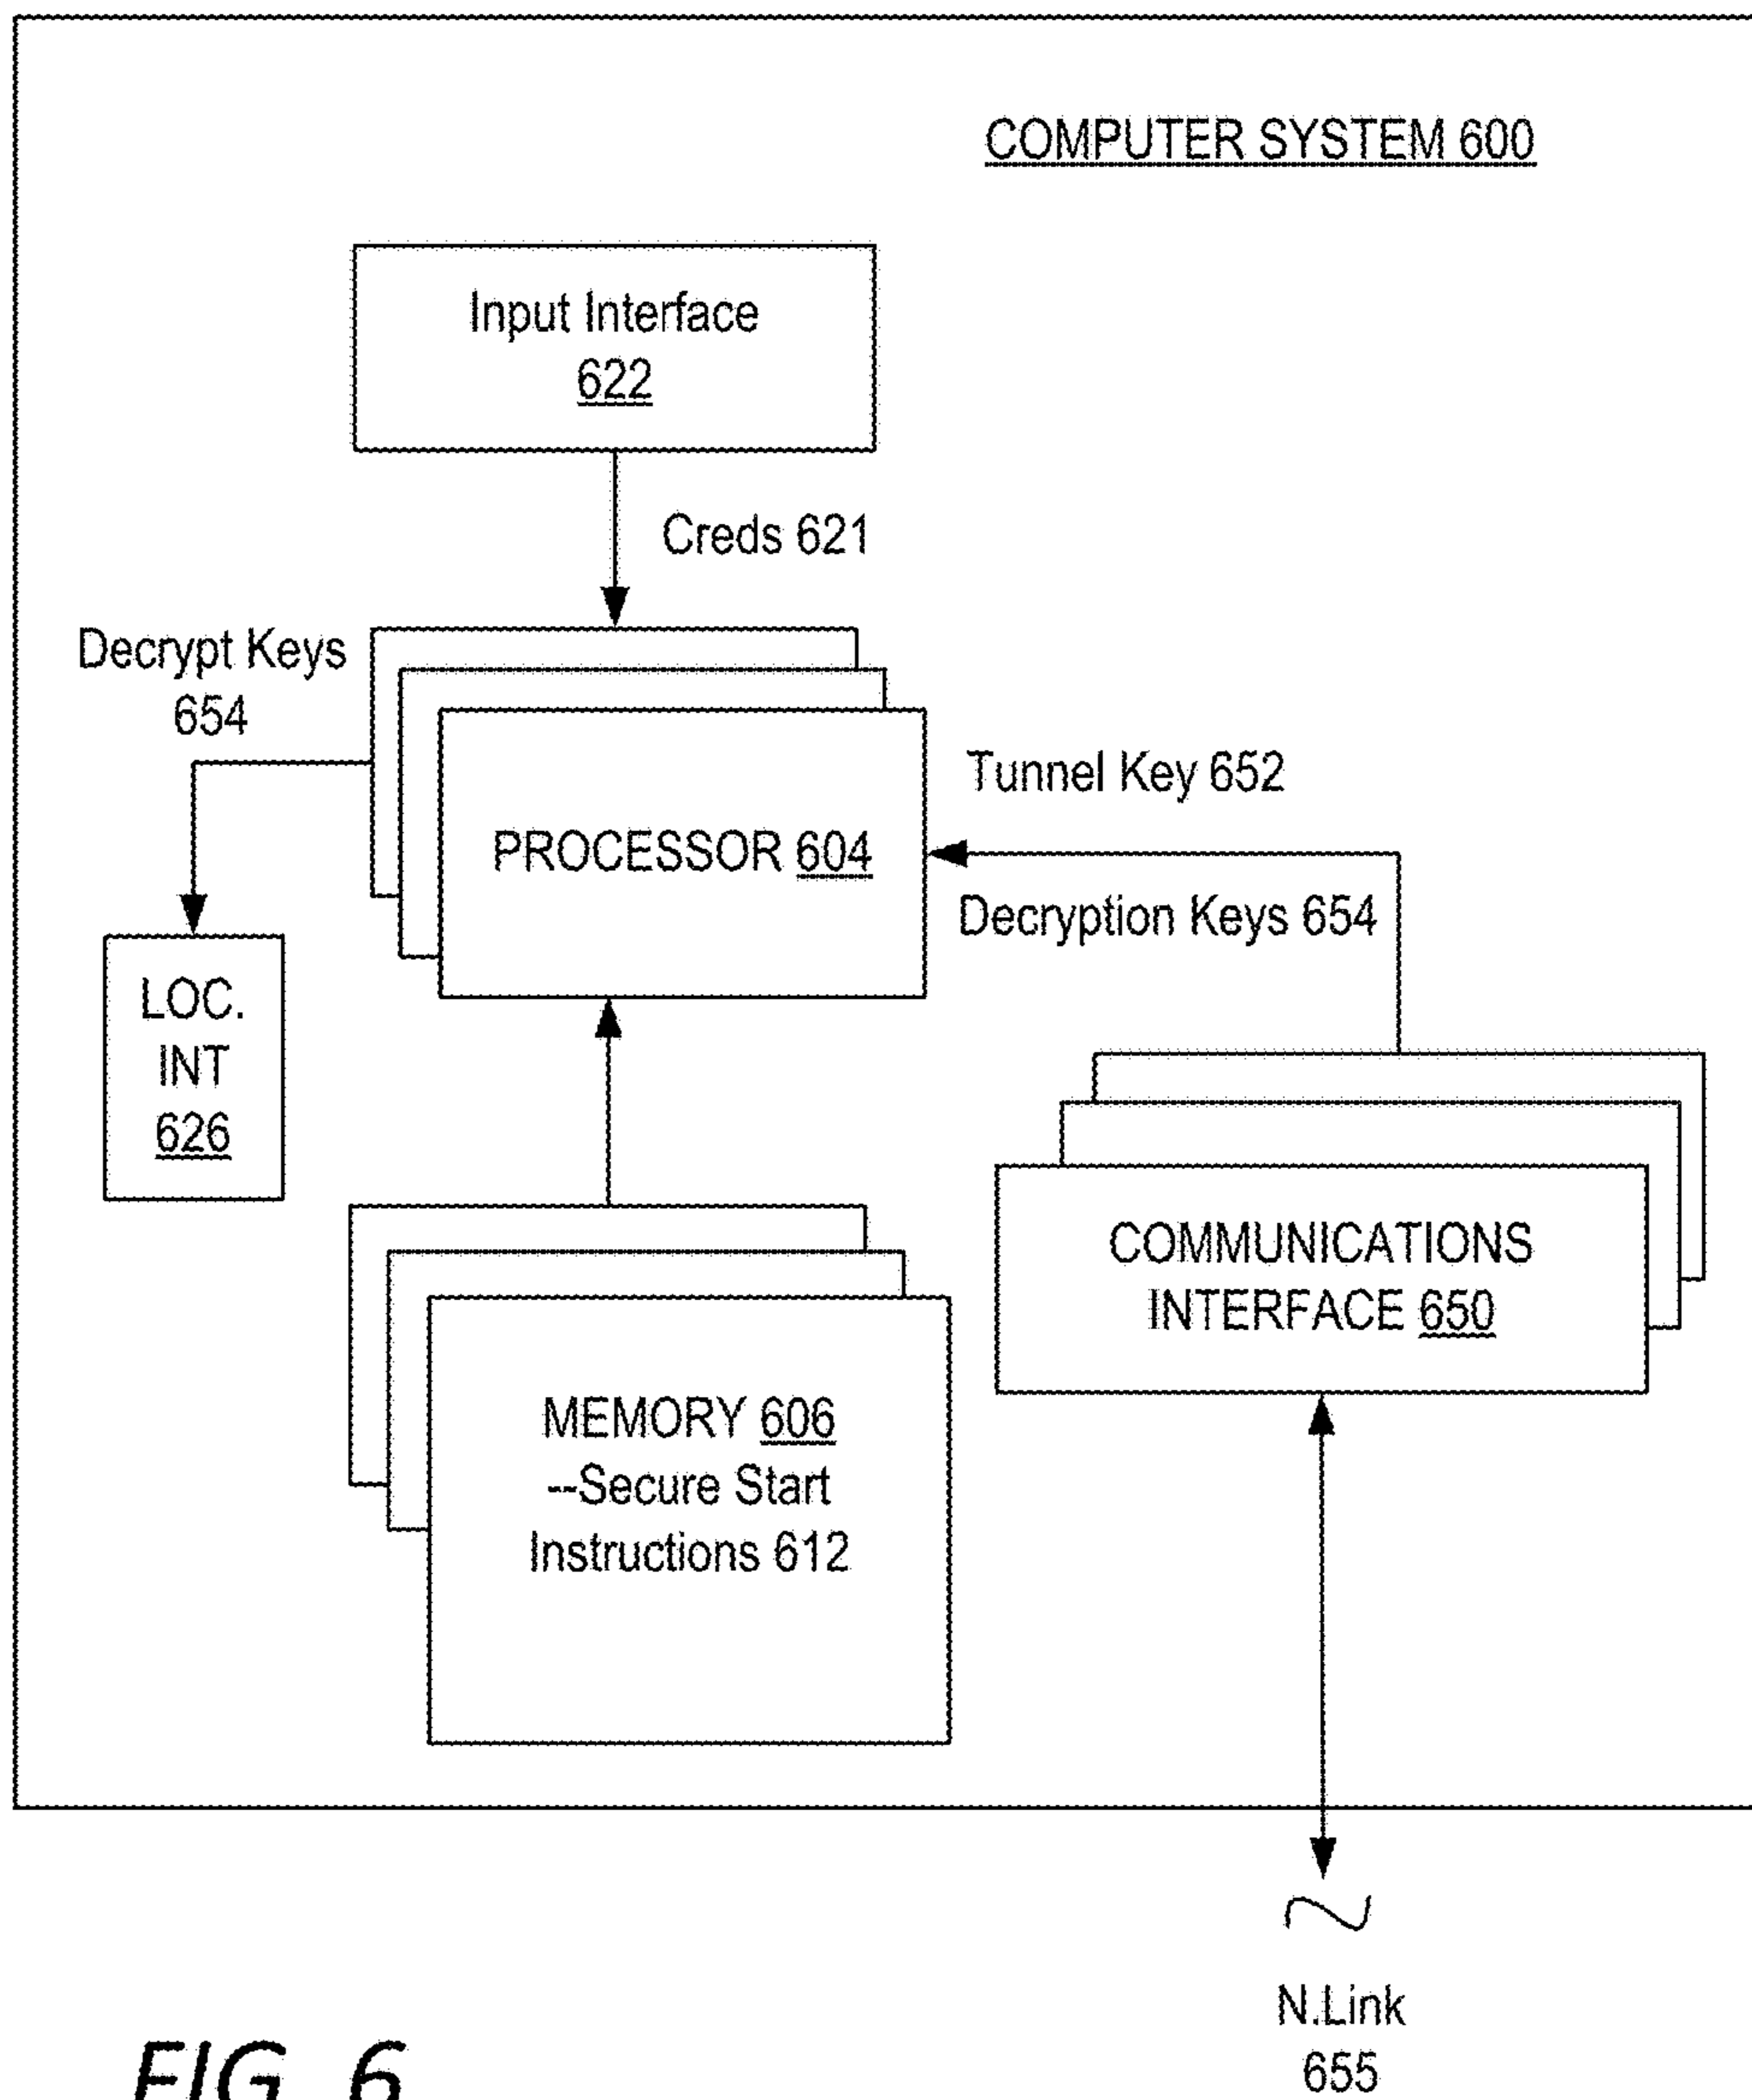 COMPUTER SYSTEM 600
Input Interface
622
Creds 621
Decrypt Keys
654
Tunnel Key 652
PROCESSOR 604
Decryption Keys 654
LOC.
INT
626
COMMUNICATIONS
INTERFACE 650
MEMORY 606
--Secure Start
Instructions 612
N.Link
655
FIG. 6